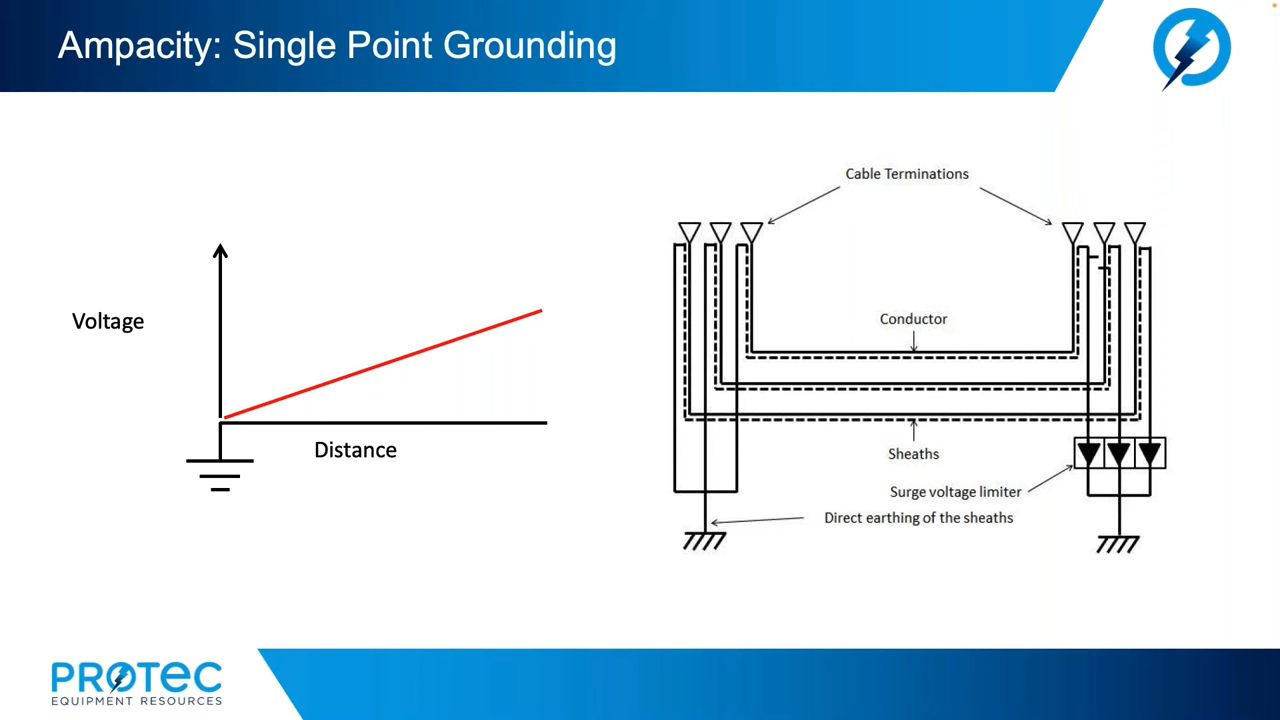 Ampacity: Single Point Grounding
Voltage
Distance
Cable Terminations
Conductor
Sheaths
Surge voltage limiter
Direct earthing of the sheaths
PROTEC
EQUIPMENT RESOURCES